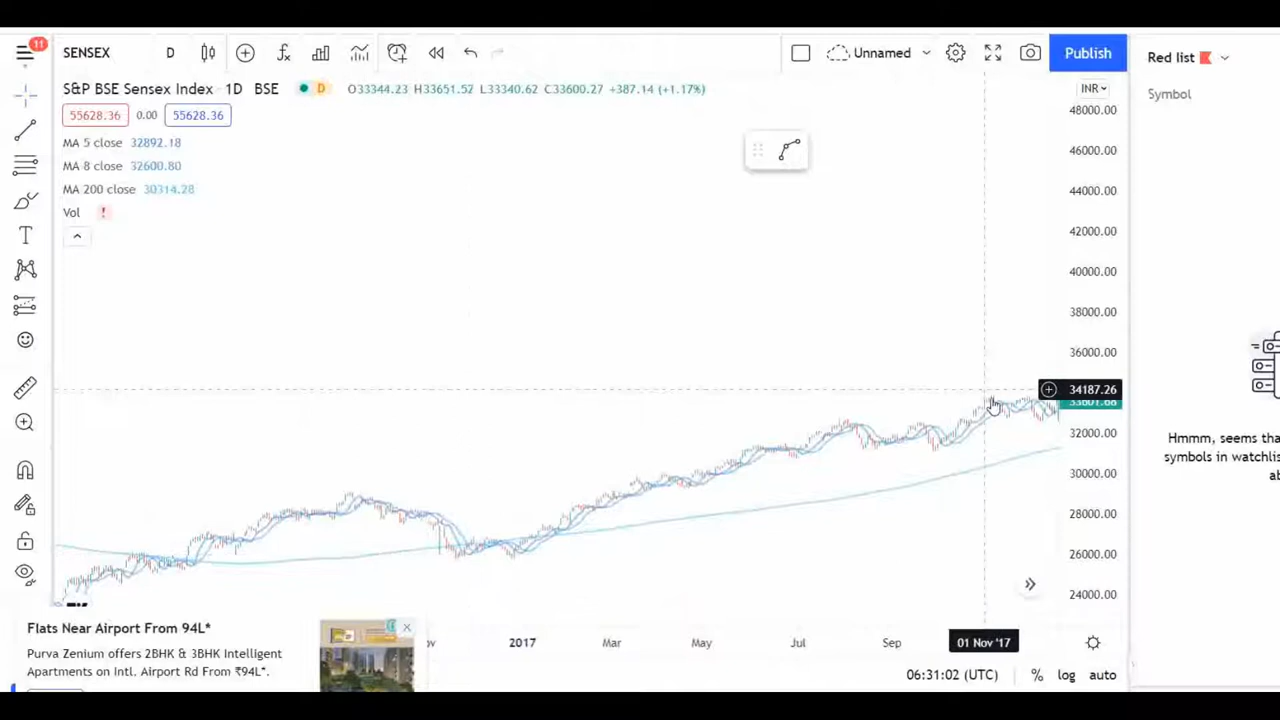 11
SENSEX D Unnamed Publish
S&P BSE Sensex Index · 1D BSE D O33344.23 H33651.52 L33340.62 C33600.27 +387.14 (+1.17%)
55628.36 0.00 55628.36
MA 5 close 32892.18
MA 8 close 32600.80
MA 200 close 30314.28
Vol !
INR
48000.00
46000.00
44000.00
42000.00
40000.00
38000.00
36000.00
34187.26
33601.68
32000.00
30000.00
28000.00
26000.00
24000.00
2017 Mar May Jul Sep 01 Nov '17
06:31:02 (UTC) % log auto
Flats Near Airport From 94L*
Purva Zenium offers 2BHK & 3BHK Intelligent
Apartments on Intl. Airport Rd From ₹94L*.
Red list
Symbol
Hmmm, seems tha
symbols in watchlis
ab